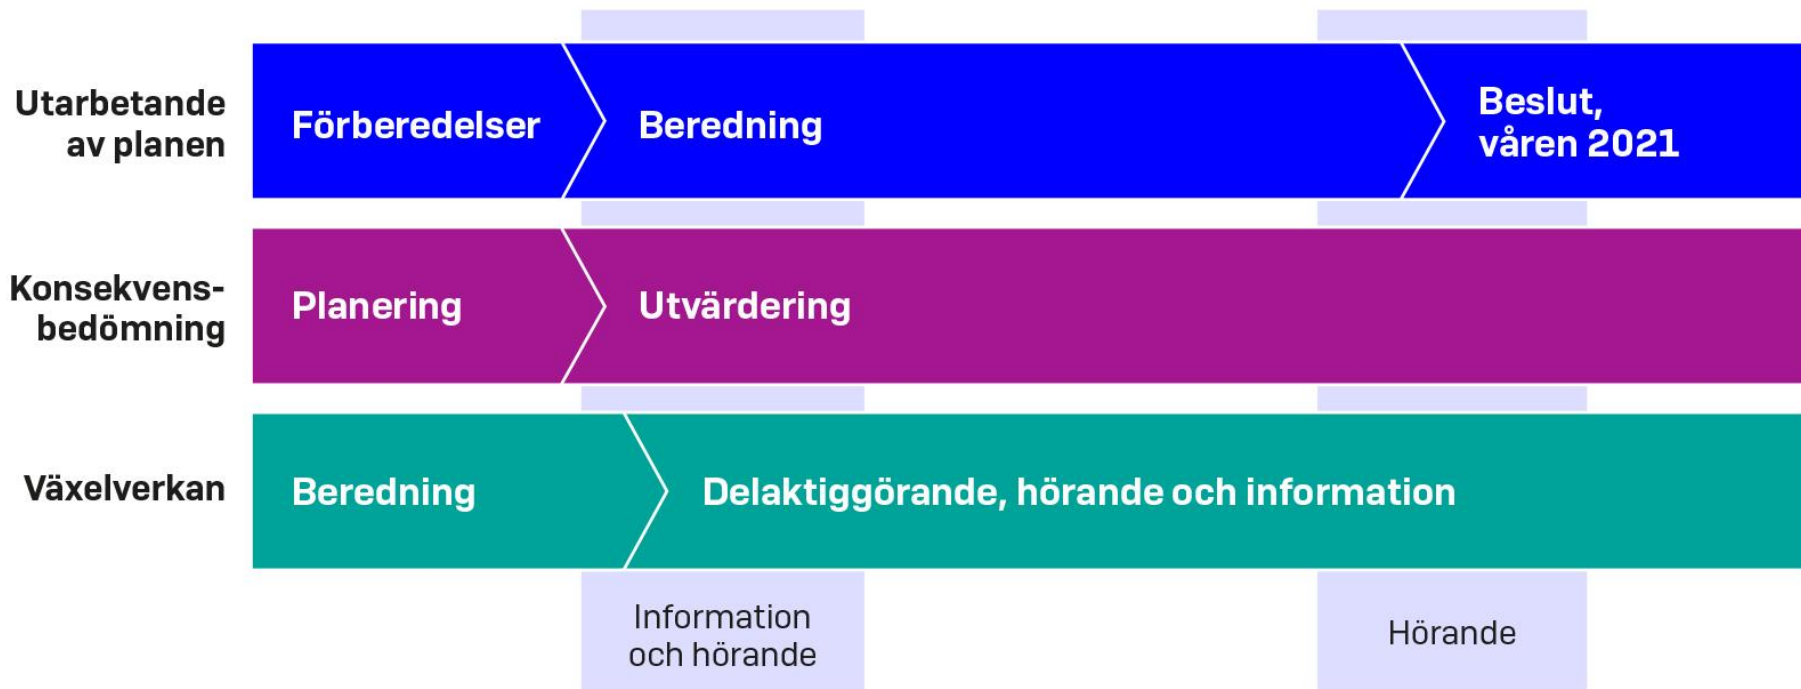 Utarbetande
av planen
Förberedelser
Beredning
Beslut,
våren 2021
Konsekvens-
bedömning
Planering
Utvärdering
Växelverkan
Beredning
Delaktiggörande, hörande och information
Information
och hörande
Hörande